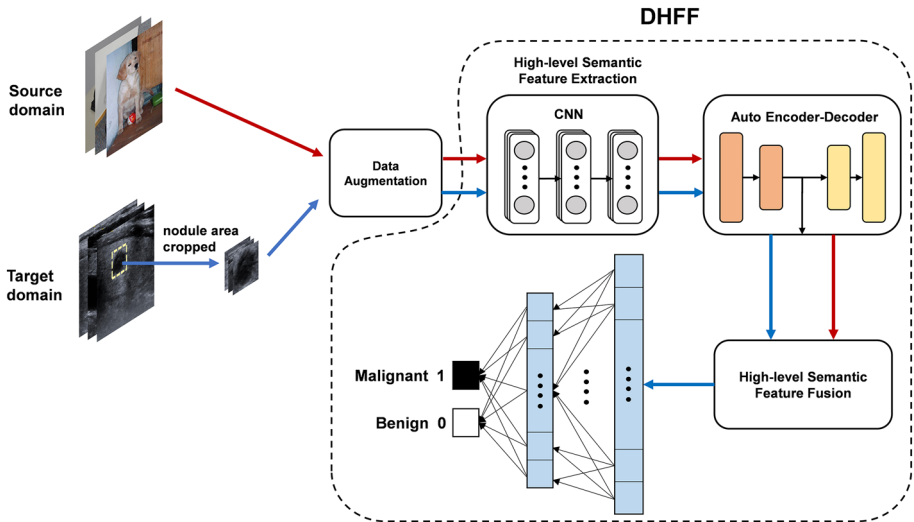 DHFF
High-level Semantic
Feature Extraction
Source
domain
CNN
Auto Encoder-Decoder
Data
Augmentation
nodule area
cropped
Target
domain
Malignant 1
Benign 0
High-level Semantic
Feature Fusion